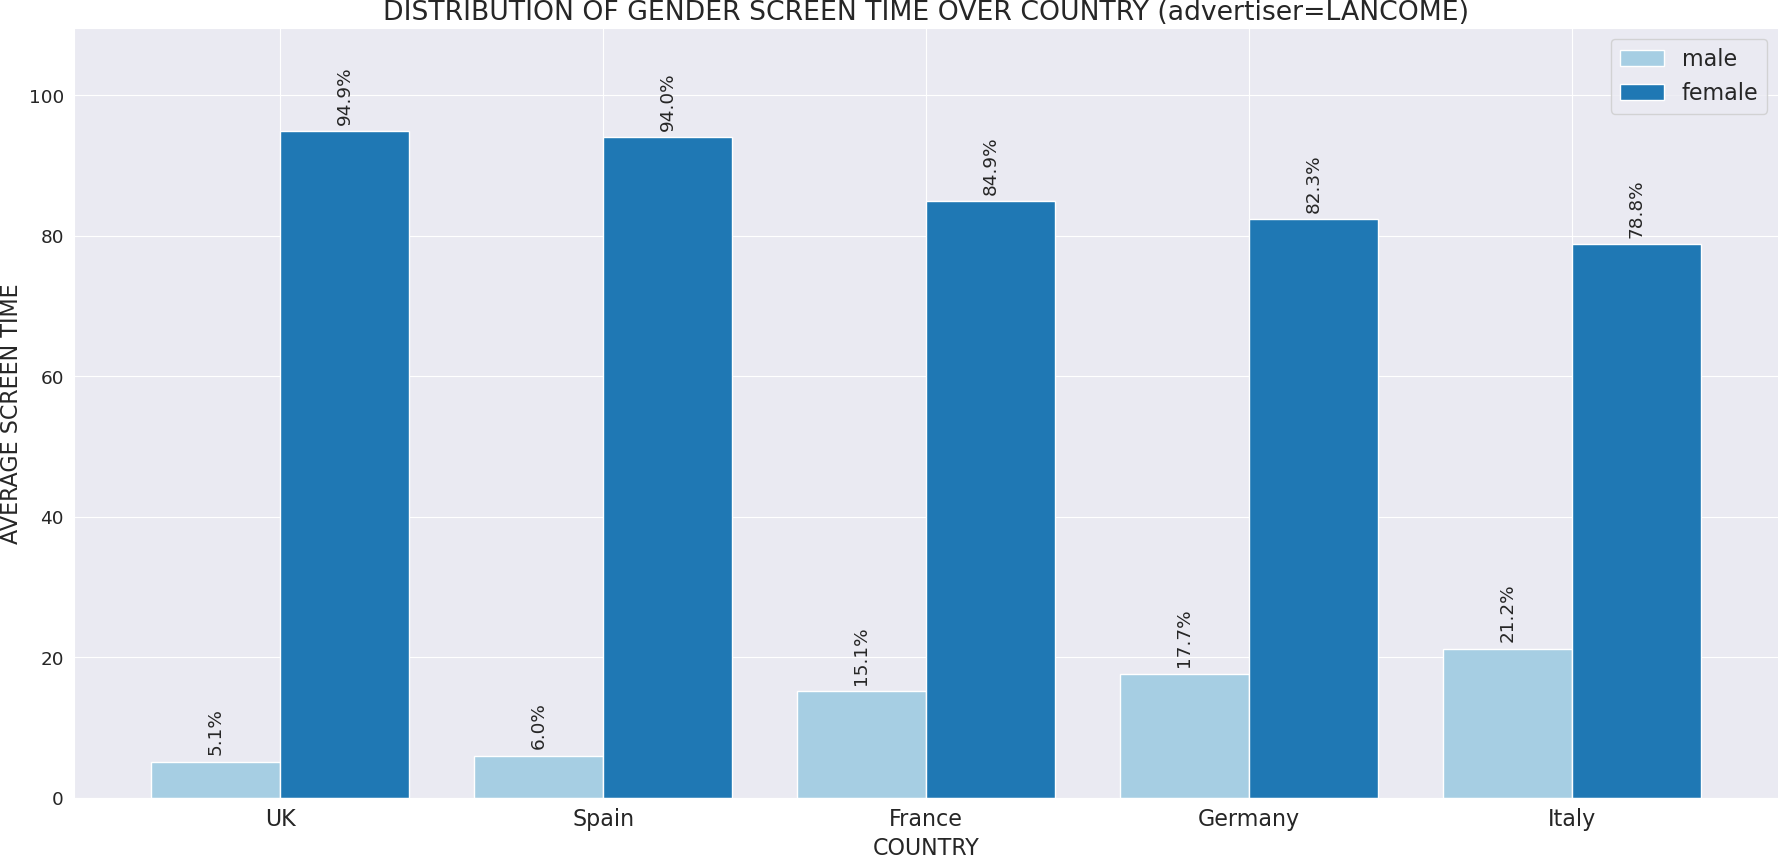 DISTRIBUTION OF GENDER SCREEN TIME OVER COUNTRY (advertiser=LANCOME)
male
female
AVERAGE SCREEN TIME
100
80
60
40
20
0
5.1%
94.9%
6.0%
94.0%
15.1%
84.9%
17.7%
82.3%
21.2%
78.8%
UK
Spain
France
Germany
Italy
COUNTRY